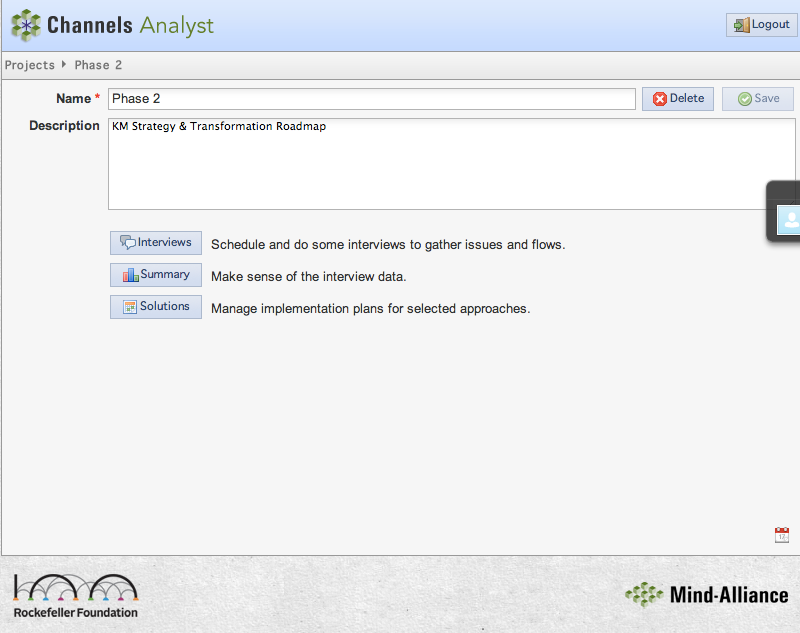 Channels Analyst
Logout
Projects Phase 2
Name * Phase 2 Delete Save
Description KM Strategy & Transformation Roadmap
Interviews Schedule and do some interviews to gather issues and flows.
Summary Make sense of the interview data.
Solutions Manage implementation plans for selected approaches.
Rockefeller Foundation
Mind-Alliance